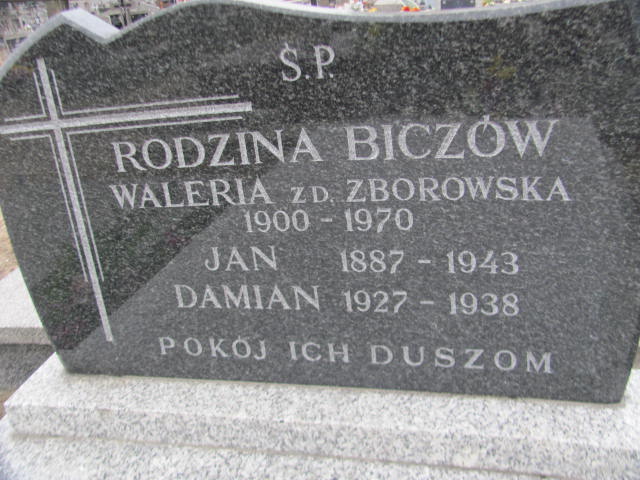 Ś.P.
RODZINA BICZÓW
WALERIA ZD. ZBOROWSKA
1900 - 1970
JAN 1887 - 1943
DAMIAN 1927 - 1938
POKÓJ ICH DUSZOM